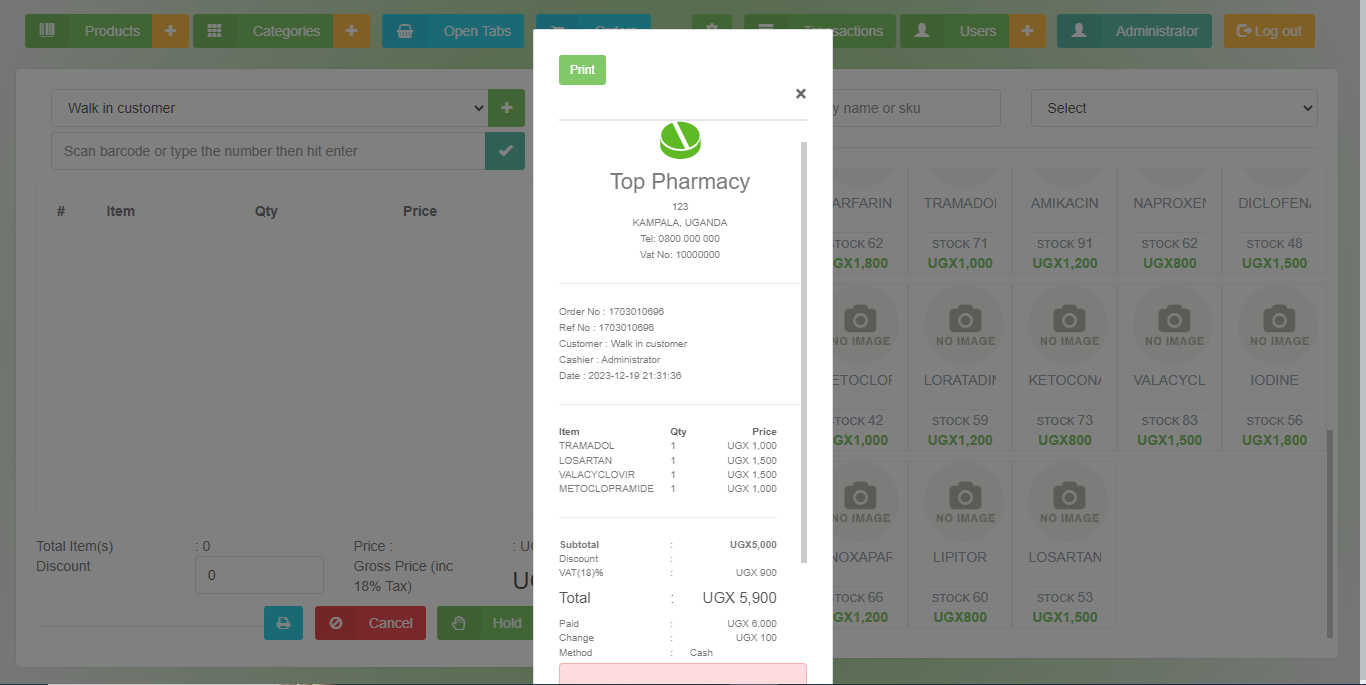 Products
Categories
Open Tabs
Orders
Transactions
Users
Administrator
Log out
Walk in customer
Scan barcode or type the number then hit enter
# Item Qty Price
Total Item(s) : 0 Price :
Discount 0 Gross Price (inc
18% Tax)
Cancel Hold
Print
×
Top Pharmacy
123
KAMPALA, UGANDA
Tel: 0800 000 000
Vat No: 10000000
Order No : 1703010696
Ref No : 1703010696
Customer : Walk in customer
Cashier : Administrator
Date : 2023-12-19 21:31:36
Item Qty Price
TRAMADOL 1 UGX 1,000
LOSARTAN 1 UGX 1,500
VALACYCLOVIR 1 UGX 1,500
METOCLOPRAMIDE 1 UGX 1,000
Subtotal : UGX5,000
Discount :
VAT(18)% : UGX 900
Total : UGX 5,900
Paid : UGX 6,000
Change : UGX 100
Method : Cash
name or sku
Select
ARFARIN TRAMADOL AMIKACIN NAPROXEN DICLOFENA
STOCK 62 STOCK 71 STOCK 91 STOCK 62 STOCK 48
GX1,800 UGX1,000 UGX1,200 UGX800 UGX1,500
NO IMAGE NO IMAGE NO IMAGE NO IMAGE NO IMAGE
ETOCLOP LORATADIN KETOCONA VALACYCL IODINE
STOCK 42 STOCK 59 STOCK 73 STOCK 83 STOCK 56
GX1,000 UGX1,200 UGX800 UGX1,500 UGX1,800
NO IMAGE NO IMAGE NO IMAGE
NOXAPAR LIPITOR LOSARTAN
STOCK 66 STOCK 60 STOCK 53
GX1,200 UGX800 UGX1,500